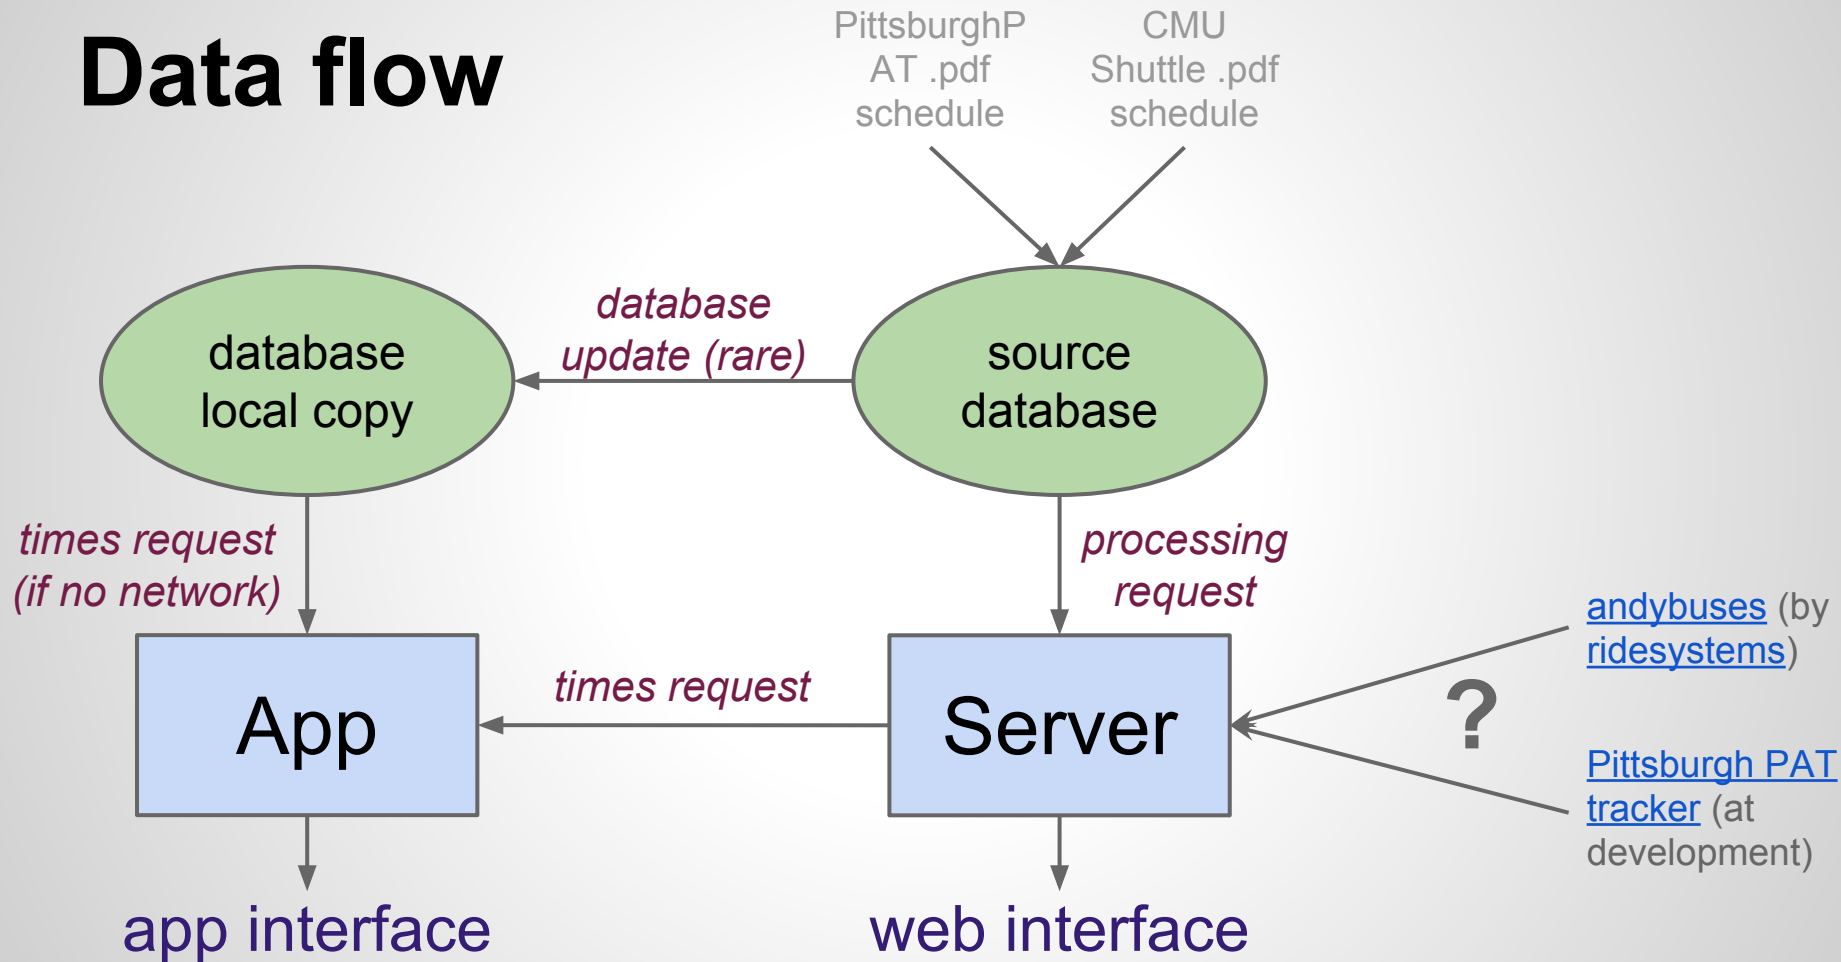 Data flow
PittsburghP
AT .pdf
schedule
CMU
Shuttle .pdf
schedule
database
local copy
database
update (rare)
source
database
times request
(if no network)
processing
request
App
times request
Server
?
andybuses (by
ridesystems)
Pittsburgh PAT
tracker (at
development)
app interface
web interface